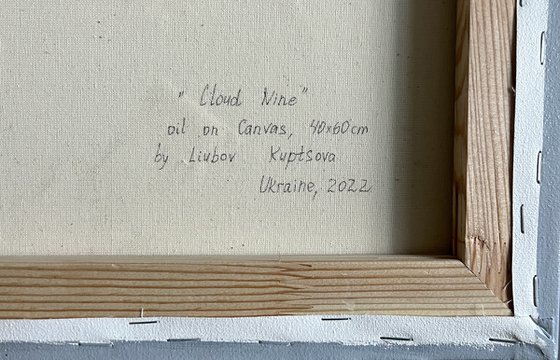 "Cloud Nine"
oil on Canvas, 40x60cm
by Liubov Kuptsova
Ukraine, 2022